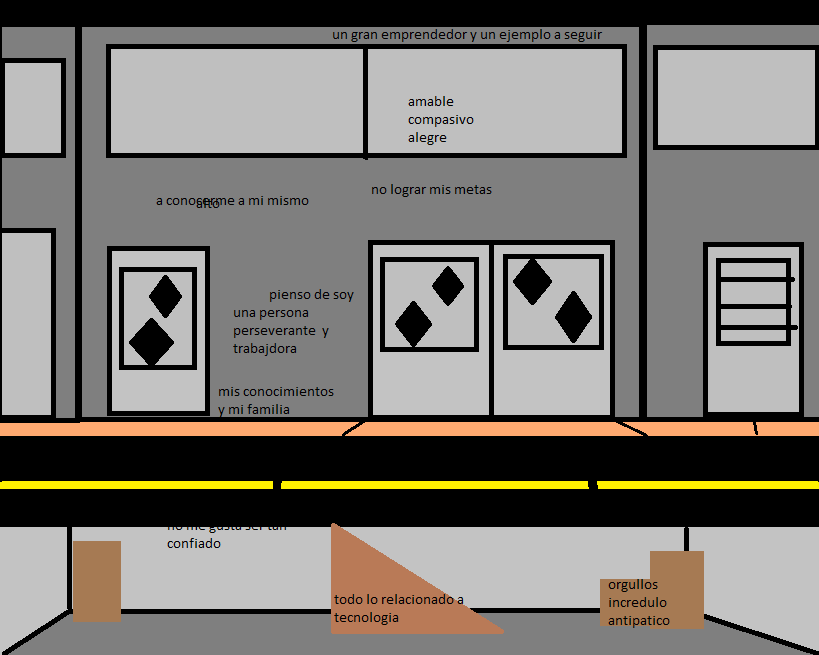 un gran emprendedor y un ejemplo a seguir
amable
compasivo
alegre
no lograr mis metas
a conocerme a mi mismo
alto
pienso de soy
una persona
perseverante y
trabajdora
mis conocimientos
y mi familia
no me gusta ser tan
confiado
todo lo relacionado a
tecnologia
orgullos
incredulo
antipatico